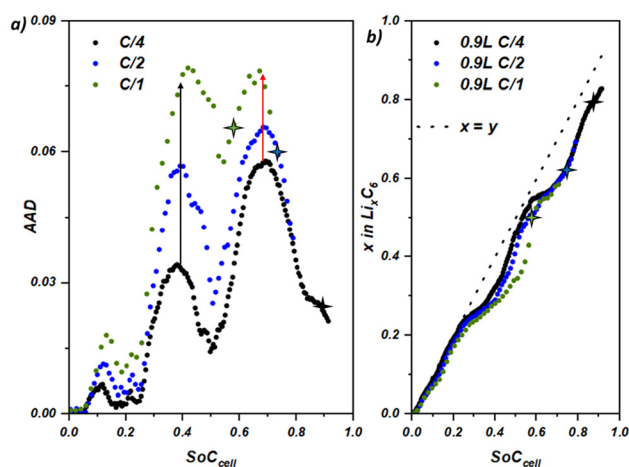 a)
C/4
C/2
C/1
AAD
0.09
0.06
0.03
0.00
0.0 0.2 0.4 0.6 0.8 1.0
SoCcell
b)
0.9L C/4
0.9L C/2
0.9L C/1
x = y
x in LixC6
1.0
0.8
0.6
0.4
0.2
0.0
0.0 0.2 0.4 0.6 0.8 1.0
SoCcell